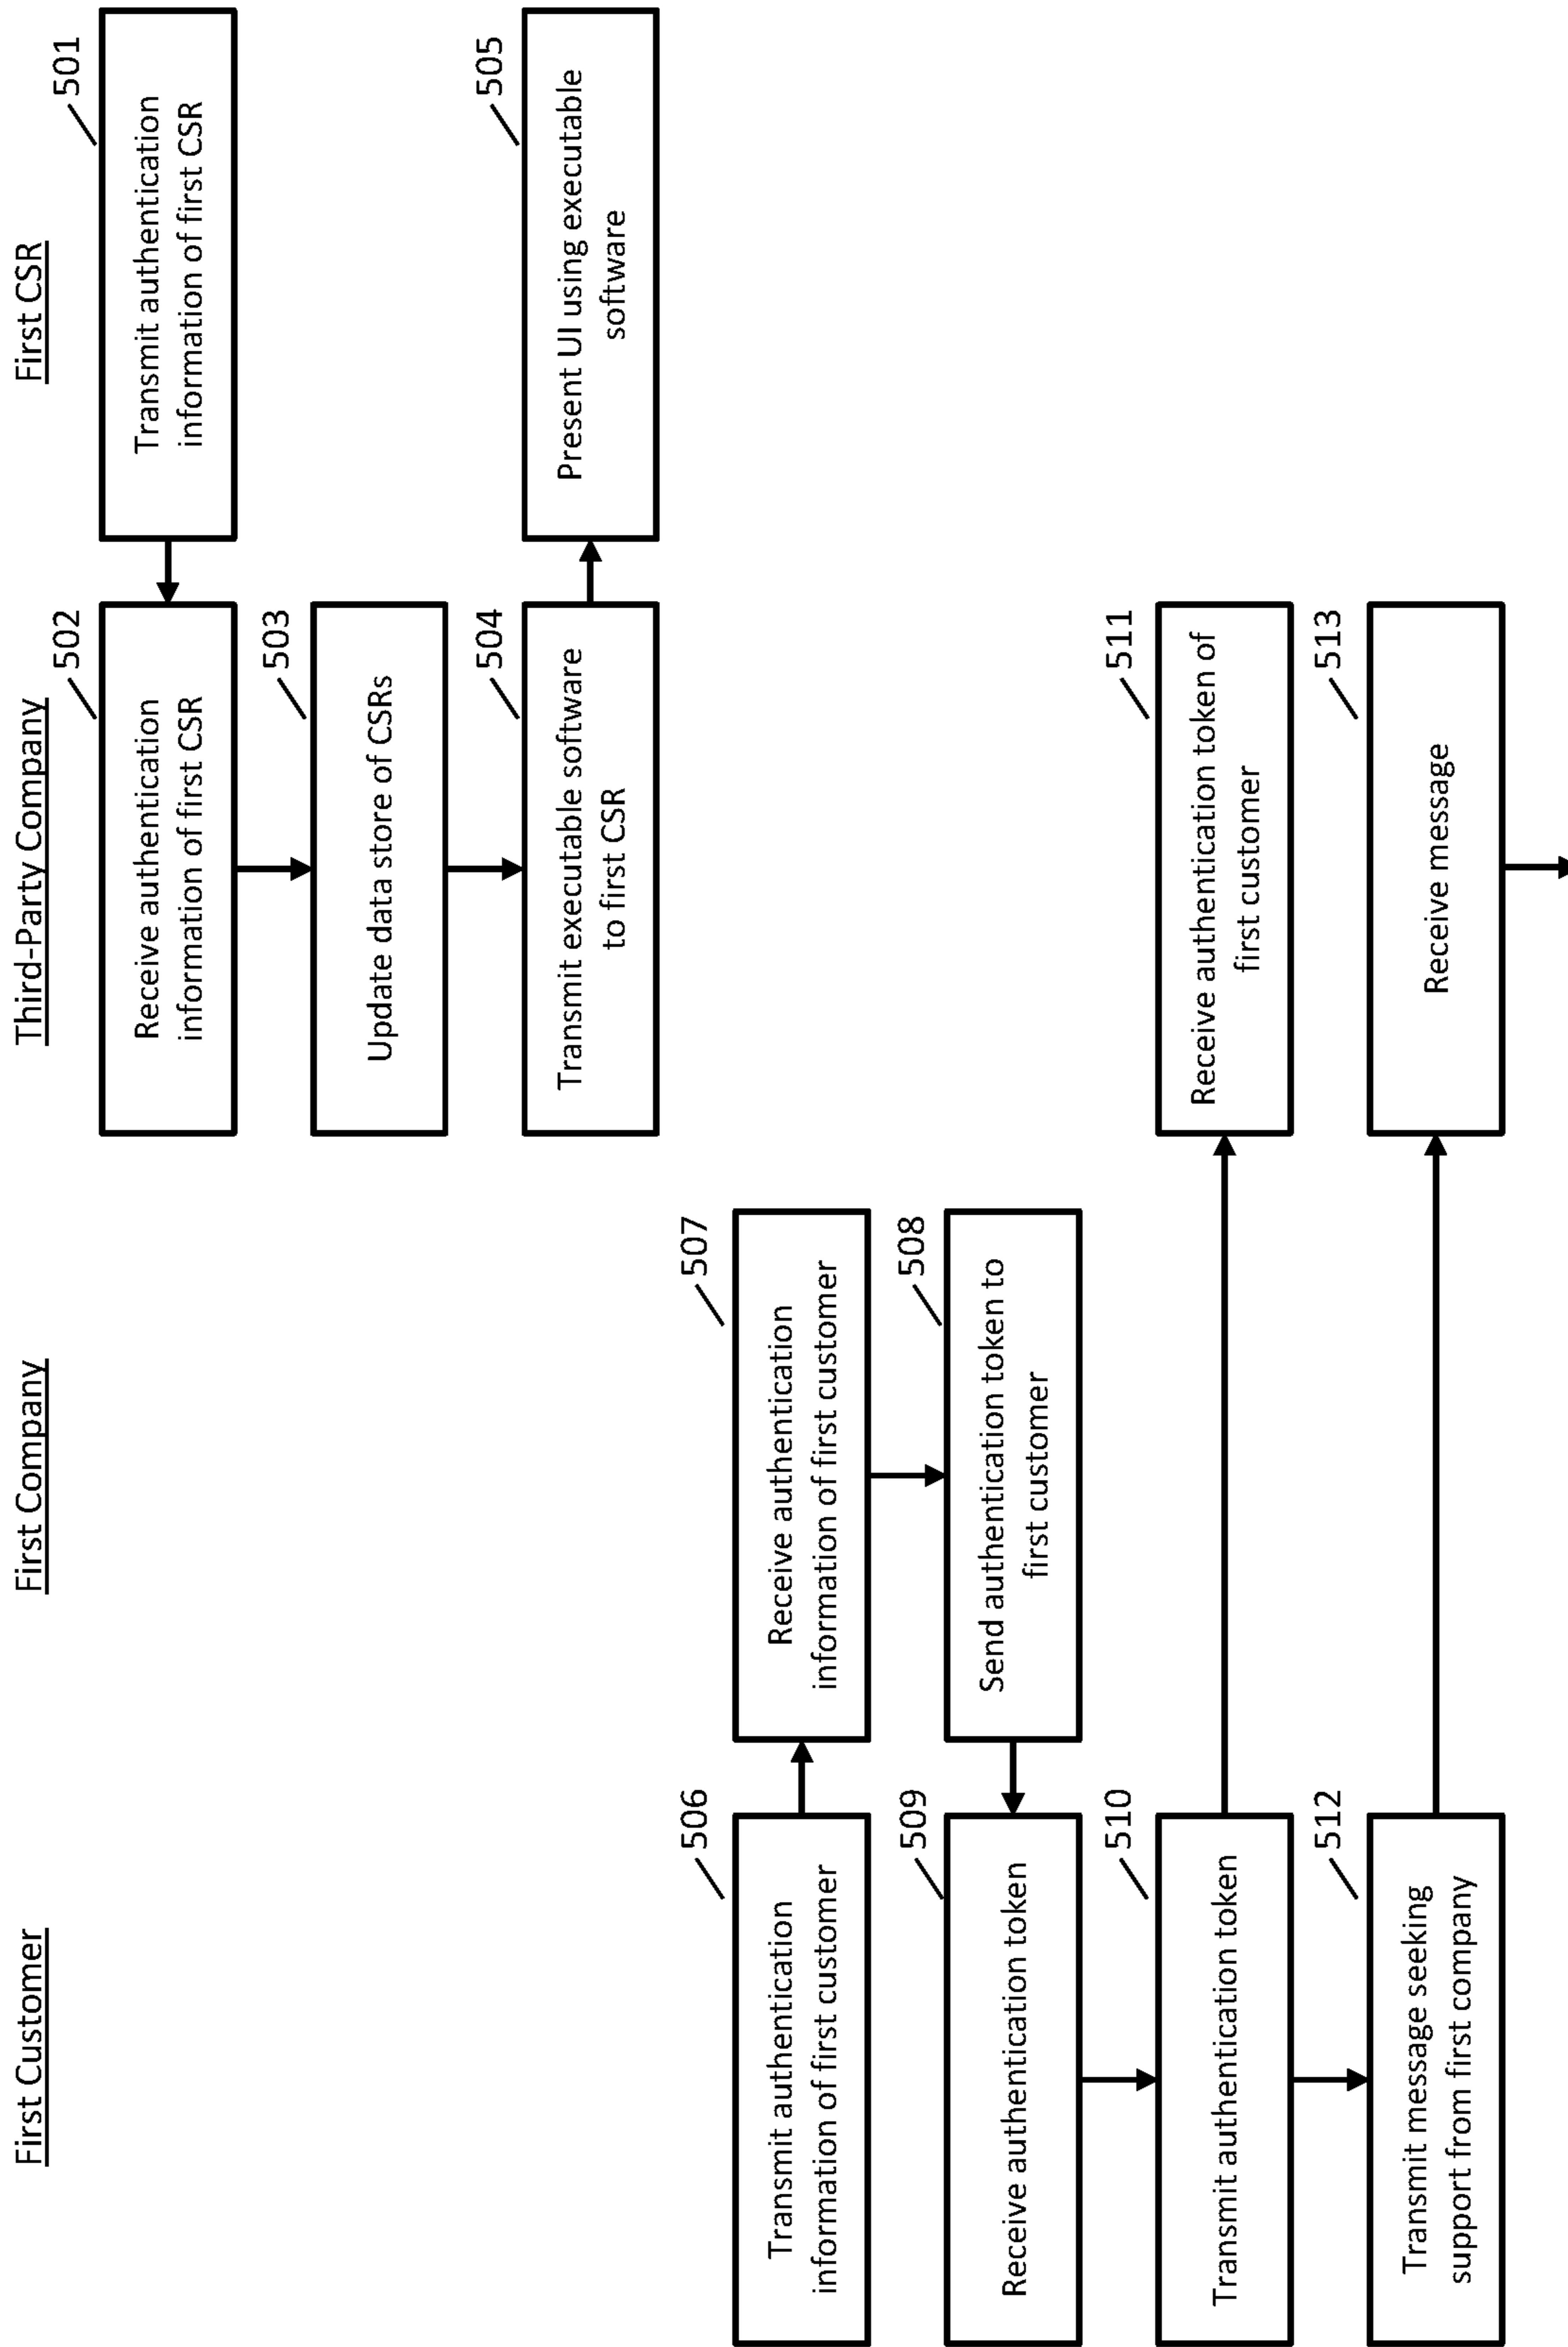 First Customer
First Company
Third-Party Company
First CSR
501
Transmit authentication
information of first CSR
502
Receive authentication
information of first CSR
503
Update data store of CSRs
504
Transmit executable software
to first CSR
505
Present UI using executable
software
506
Transmit authentication
information of first customer
507
Receive authentication
information of first customer
508
Send authentication token to
first customer
509
Receive authentication token
510
Transmit authentication token
511
Receive authentication token of
first customer
512
Transmit message seeking
support from first company
513
Receive message